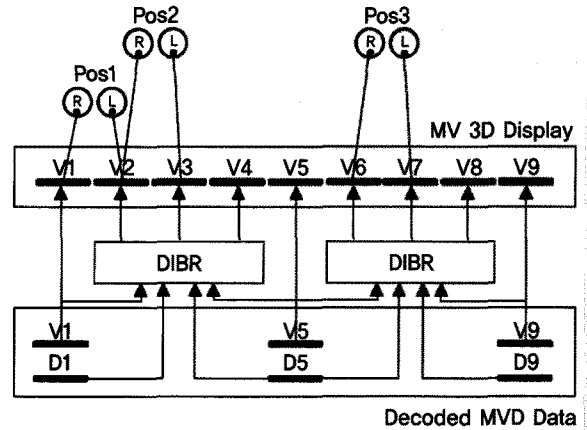 Pos2 Pos3
R L R L
Pos1
R L
MV 3D Display
V1 V2 V3 V4 V5 V6 V7 V8 V9
DIBR DIBR
V1 V5 V9
D1 D5 D9
Decoded MVD Data